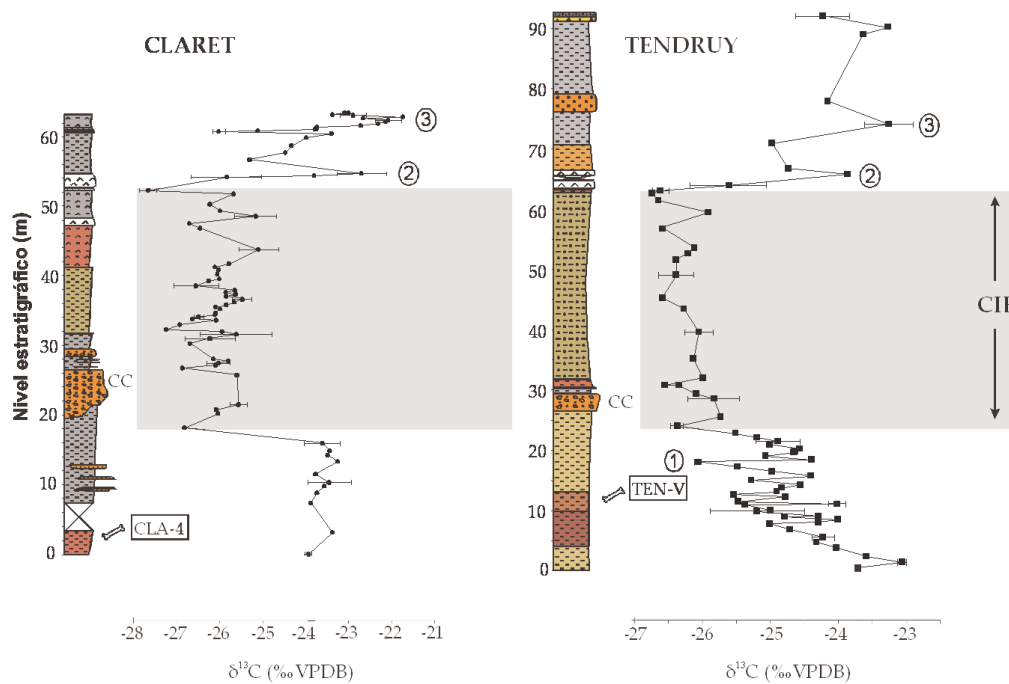 CLARET
Nivel estratigráfico (m)
60
50
40
30
20
10
0
CC
CLA-4
3
2
-28 -27 -26 -25 -24 -23 -22 -21
δ¹³C (‰ VPDB)
TENDRUY
90
80
70
60
50
40
30
20
10
0
CC
TEN-V
3
2
1
-27 -26 -25 -24 -23
δ¹³C (‰ VPDB)